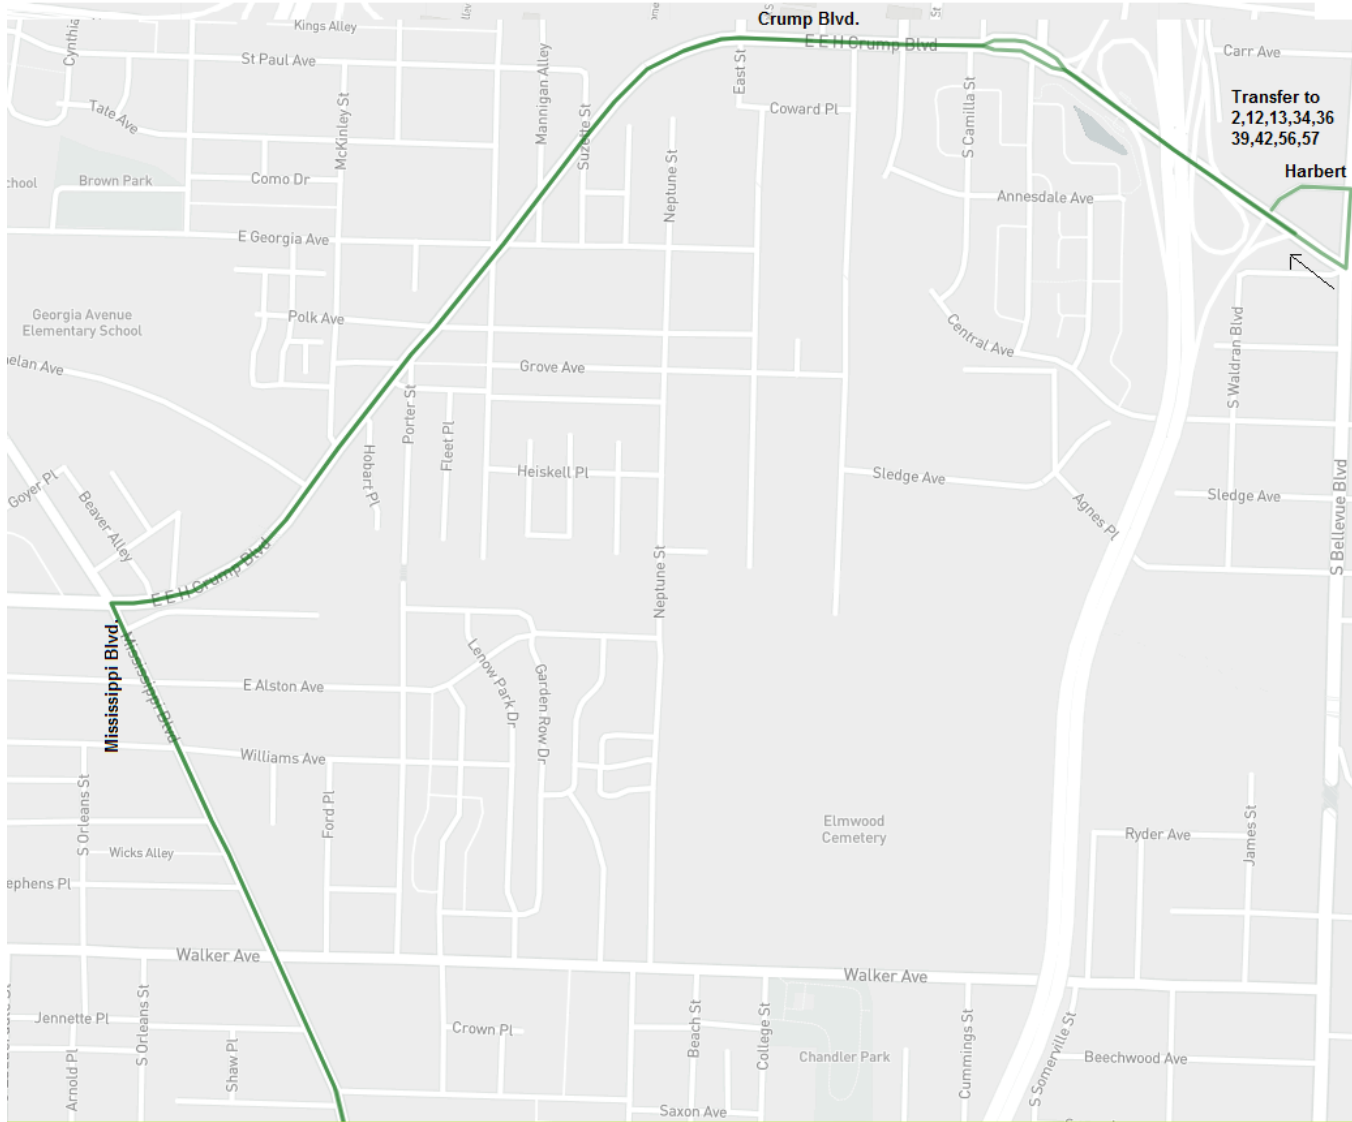 Crump Blvd.
Kings Alley
St Paul Ave
E E H Crump Blvd
Carr Ave
Cynthia
Mannigan Alley
East St
Transfer to
2,12,13,34,36
39,42,56,57
Tate Ave
McKinley St
Suzette St
Coward Pl
S Camilla St
Harbert
Brown Park
Como Dr
Neptune St
Annesdale Ave
E Georgia Ave
Georgia Avenue
Elementary School
Polk Ave
Central Ave
S Waldran Blvd
Grove Ave
Porter St
Fleet Pl
Hobart Pl
Heiskell Pl
Sledge Ave
Sledge Ave
Goyer Pl
Beaver Alley
Agnes Pl
S Bellevue Blvd
E E H Crump Blvd
Neptune St
Mississippi Blvd.
Mississippi Blvd
E Alston Ave
Lenow Park Dr
Garden Row Dr
Williams Ave
S Orleans St
Ford Pl
Elmwood
Cemetery
Ryder Ave
James St
Wicks Alley
Walker Ave
Walker Ave
Jennette Pl
S Orleans St
Crown Pl
Beach St
College St
Cummings St
S Somerville St
Arnold Pl
Shaw Pl
Chandler Park
Beechwood Ave
Saxon Ave